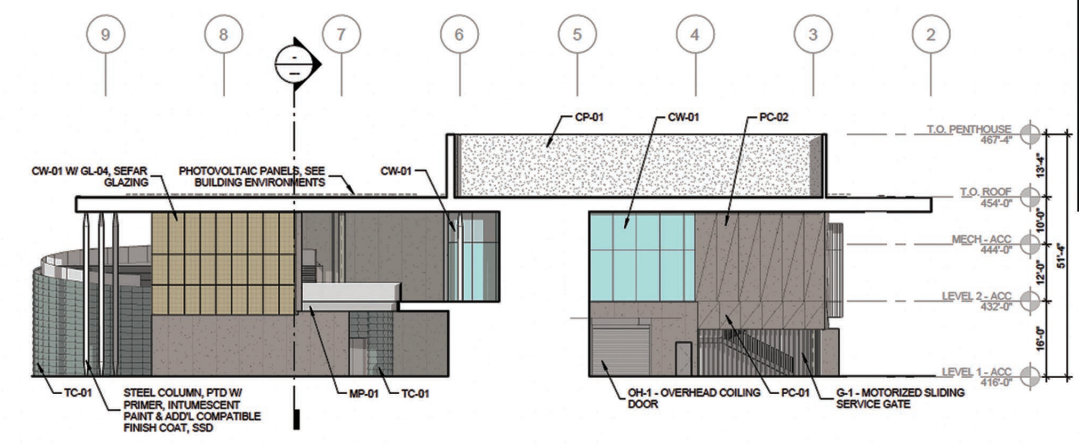 9
8
7
6
5
4
3
2
-
---
CP-01
CW-01
PC-02
T.O. PENTHOUSE
467'-4"
CW-01 W/ GL-04, SEFAR
GLAZING
PHOTOVOLTAIC PANELS, SEE
BUILDING ENVIRONMENTS
CW-01
13'-4"
T.O. ROOF
454'-0"
10'-0"
MECH - ACC
444'-0"
51'-4"
12'-0"
LEVEL 2 - ACC
432'-0"
16'-0"
LEVEL 1 - ACC
416'-0"
TC-01
STEEL COLUMN, PTD W/
PRIMER, INTUMESCENT
PAINT & ADD'L COMPATIBLE
FINISH COAT, SSD
MP-01
TC-01
OH-1 - OVERHEAD COILING
DOOR
PC-01
G-1 - MOTORIZED SLIDING
SERVICE GATE